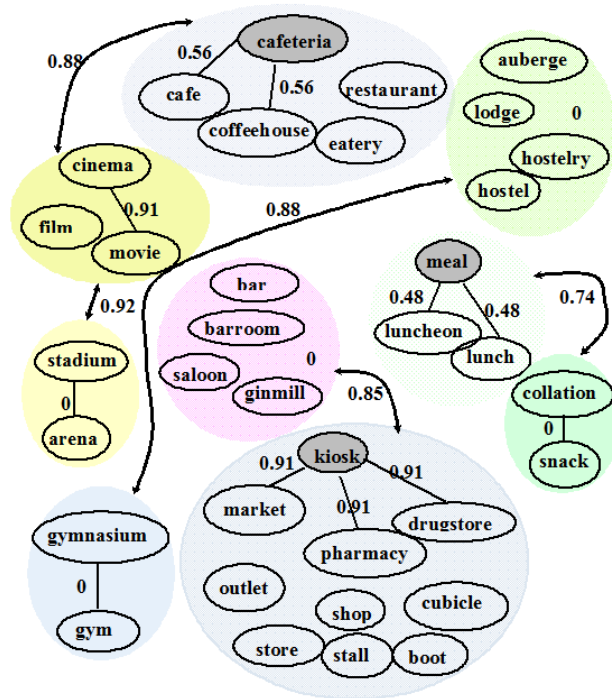 cafeteria
auberge
0.88
0.56
cafe
0.56
restaurant
lodge
0
coffeehouse
eatery
hostelry
cinema
hostel
0.91
0.88
film
movie
meal
bar
0.48
0.48
0.74
0.92
barroom
luncheon
lunch
stadium
saloon
0
ginmill
0.85
collation
0
arena
0
snack
kiosk
0.91
0.91
market
0.91
drugstore
gymnasium
pharmacy
0
outlet
shop
cubicle
gym
store
stall
boot